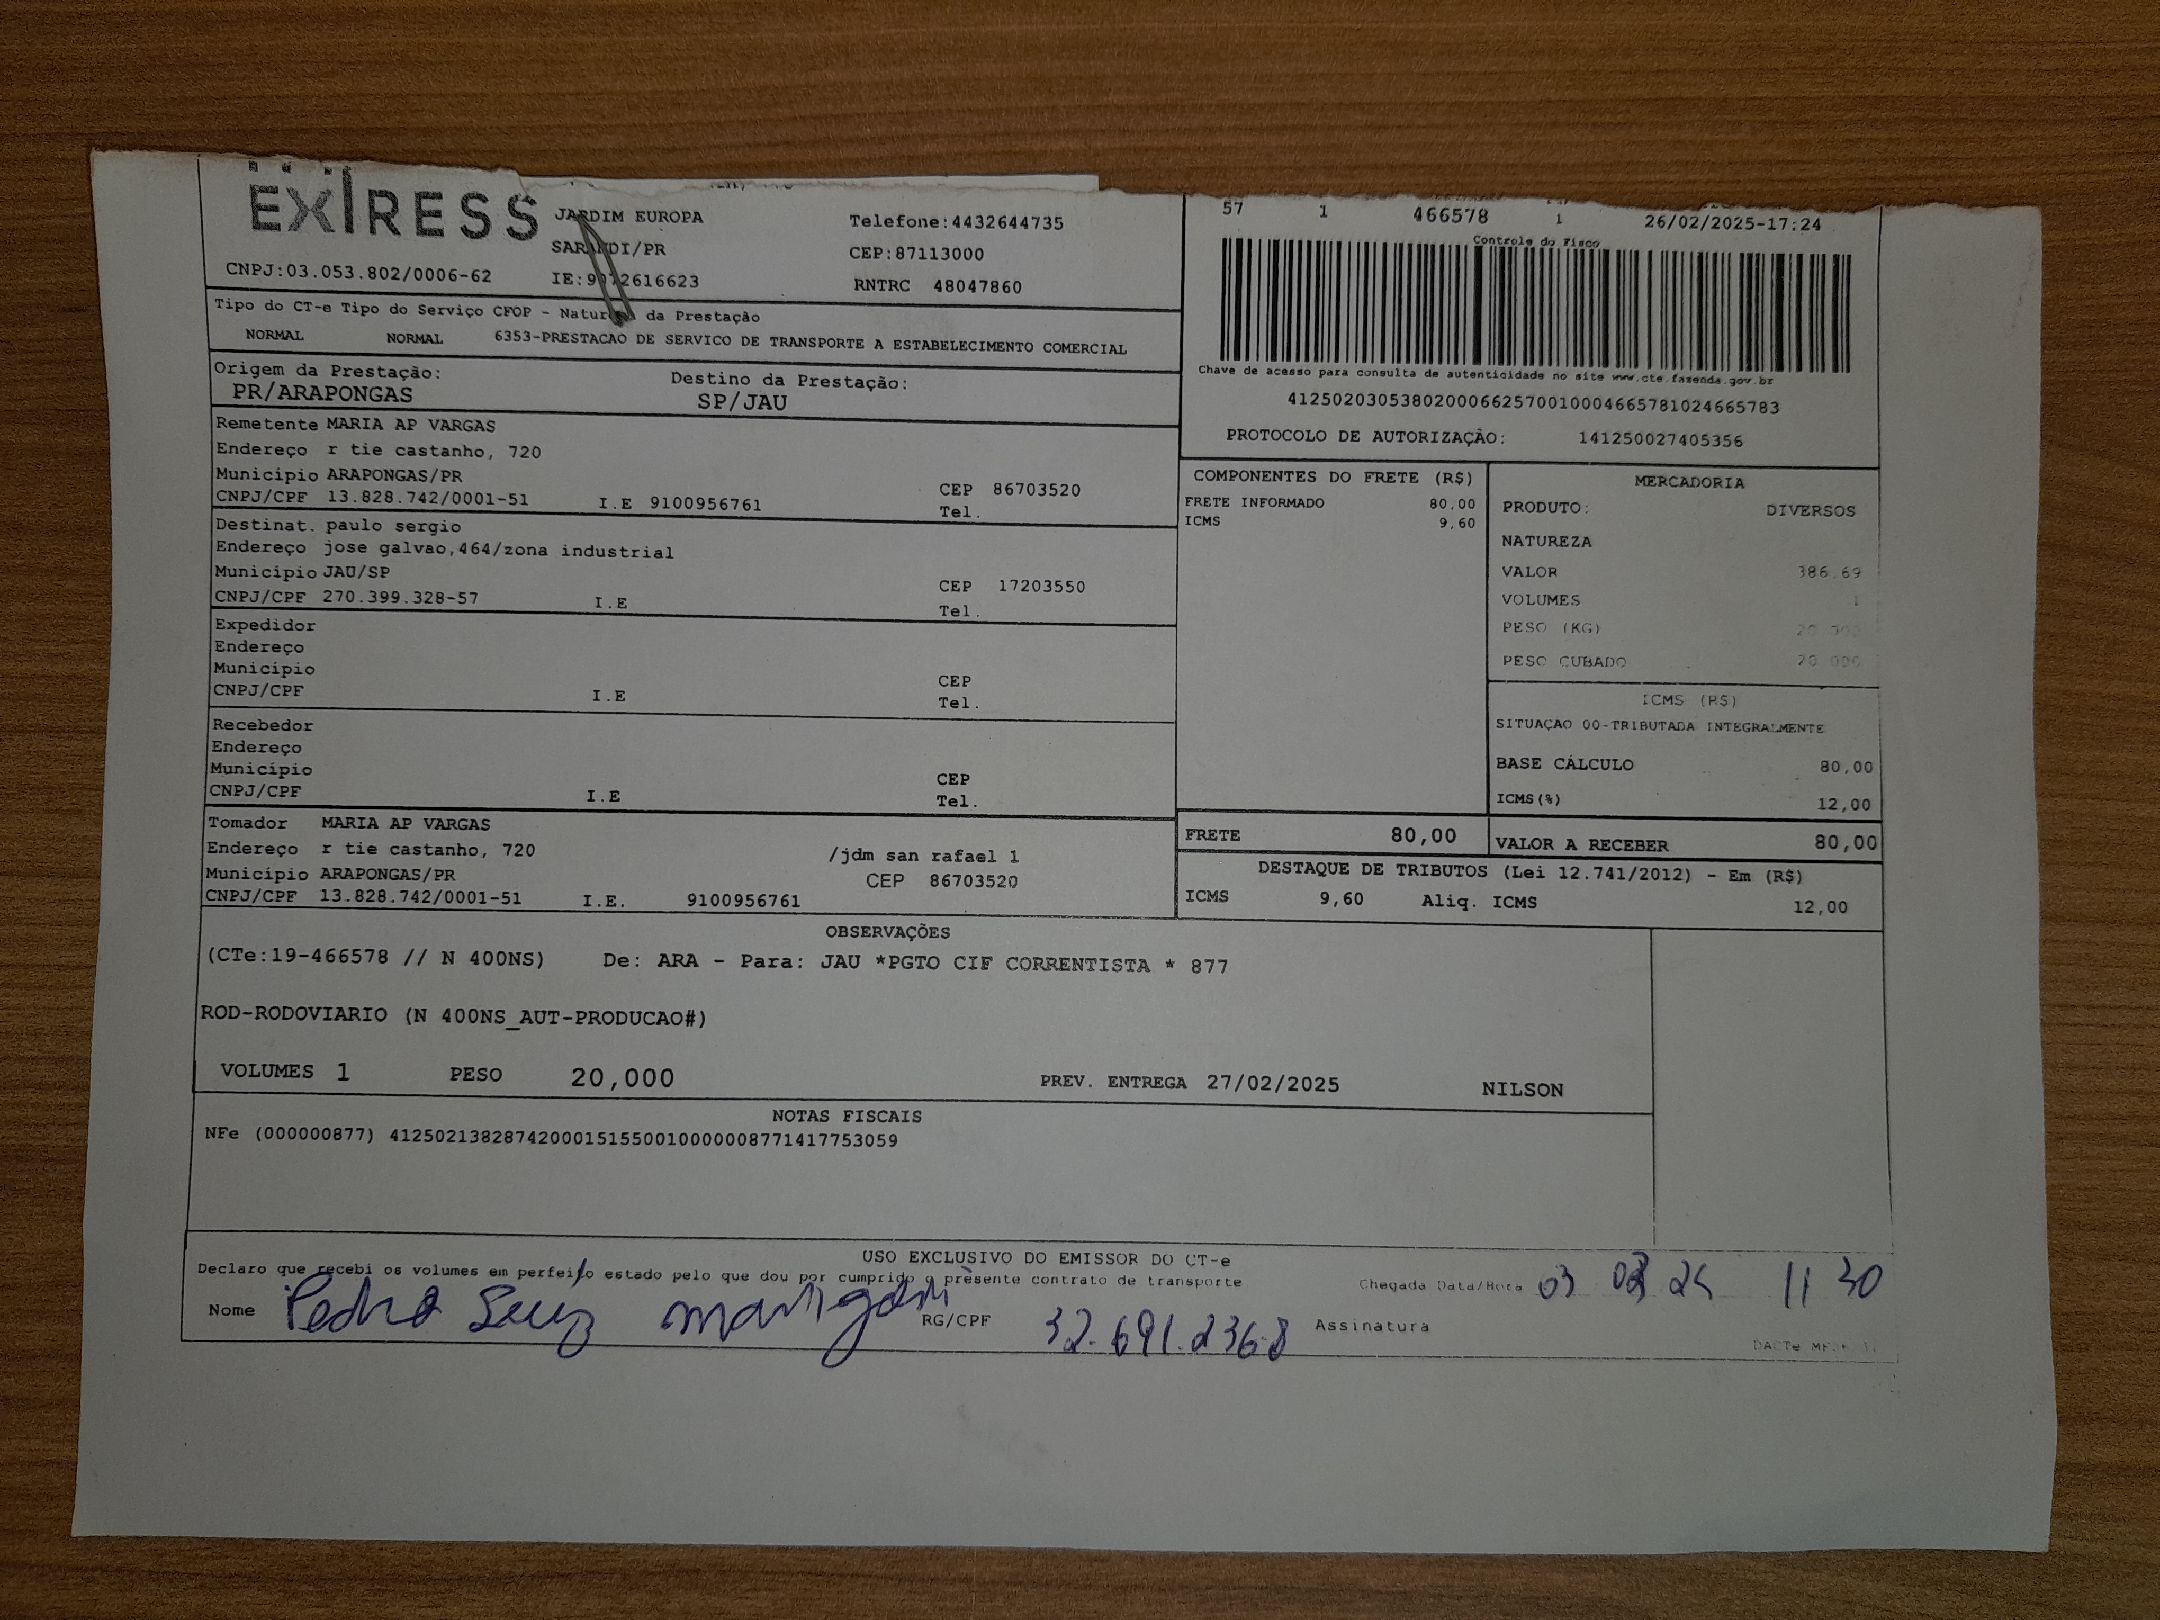 EXPRESS
JARDIM EUROPA Telefone:4432644735
SARANDI/PR CEP:87113000
CNPJ:03.053.802/0006-62 IE:9072616623 RNTRC 48047860
57 1 466578 1 26/02/2025-17:24
Controle do Fisco
Chave de acesso para consulta de autenticidade no site www.cte.fazenda.gov.br
41250203053802000662570010004665781024665783
PROTOCOLO DE AUTORIZAÇÃO: 141250027405356
Tipo do CT-e Tipo do Serviço CFOP - Natureza da Prestação
NORMAL NORMAL 6353-PRESTACAO DE SERVICO DE TRANSPORTE A ESTABELECIMENTO COMERCIAL
Origem da Prestação: Destino da Prestação:
PR/ARAPONGAS SP/JAU
Remetente MARIA AP VARGAS
Endereço r tie castanho, 720
Município ARAPONGAS/PR CEP 86703520
CNPJ/CPF 13.828.742/0001-51 I.E 9100956761 Tel.
Destinat. paulo sergio
Endereço jose galvao,464/zona industrial
Município JAU/SP CEP 17203550
CNPJ/CPF 270.399.328-57 I.E Tel.
Expedidor
Endereço
Município CEP
CNPJ/CPF I.E Tel.
Recebedor
Endereço
Município CEP
CNPJ/CPF I.E Tel.
Tomador MARIA AP VARGAS
Endereço r tie castanho, 720 /jdm san rafael 1
Município ARAPONGAS/PR CEP 86703520
CNPJ/CPF 13.828.742/0001-51 I.E. 9100956761
COMPONENTES DO FRETE (R$)
FRETE INFORMADO 80,00
ICMS 9,60
MERCADORIA
PRODUTO: DIVERSOS
NATUREZA
VALOR 386,69
VOLUMES 1
PESO (KG) 20,000
PESO CUBADO 20,000
ICMS (R$)
SITUAÇAO 00-TRIBUTADA INTEGRALMENTE
BASE CÁLCULO 80,00
ICMS(%) 12,00
FRETE 80,00 VALOR A RECEBER 80,00
DESTAQUE DE TRIBUTOS (Lei 12.741/2012) - Em (R$)
ICMS 9,60 Aliq. ICMS 12,00
OBSERVAÇÕES
(CTe:19-466578 // N 400NS) De: ARA - Para: JAU *PGTO CIF CORRENTISTA * 877
ROD-RODOVIARIO (N 400NS_AUT-PRODUCAO#)
VOLUMES 1 PESO 20,000 PREV. ENTREGA 27/02/2025 NILSON
NOTAS FISCAIS
NFe (000000877) 41250213828742000151550010000008771417753059
USO EXCLUSIVO DO EMISSOR DO CT-e
Declaro que recebi os volumes em perfeito estado pelo que dou por cumprido o presente contrato de transporte
Chegada Data/Hora 03 11 30
Nome Pedro RG/CPF 32.691.236.8 Assinatura
DACTe